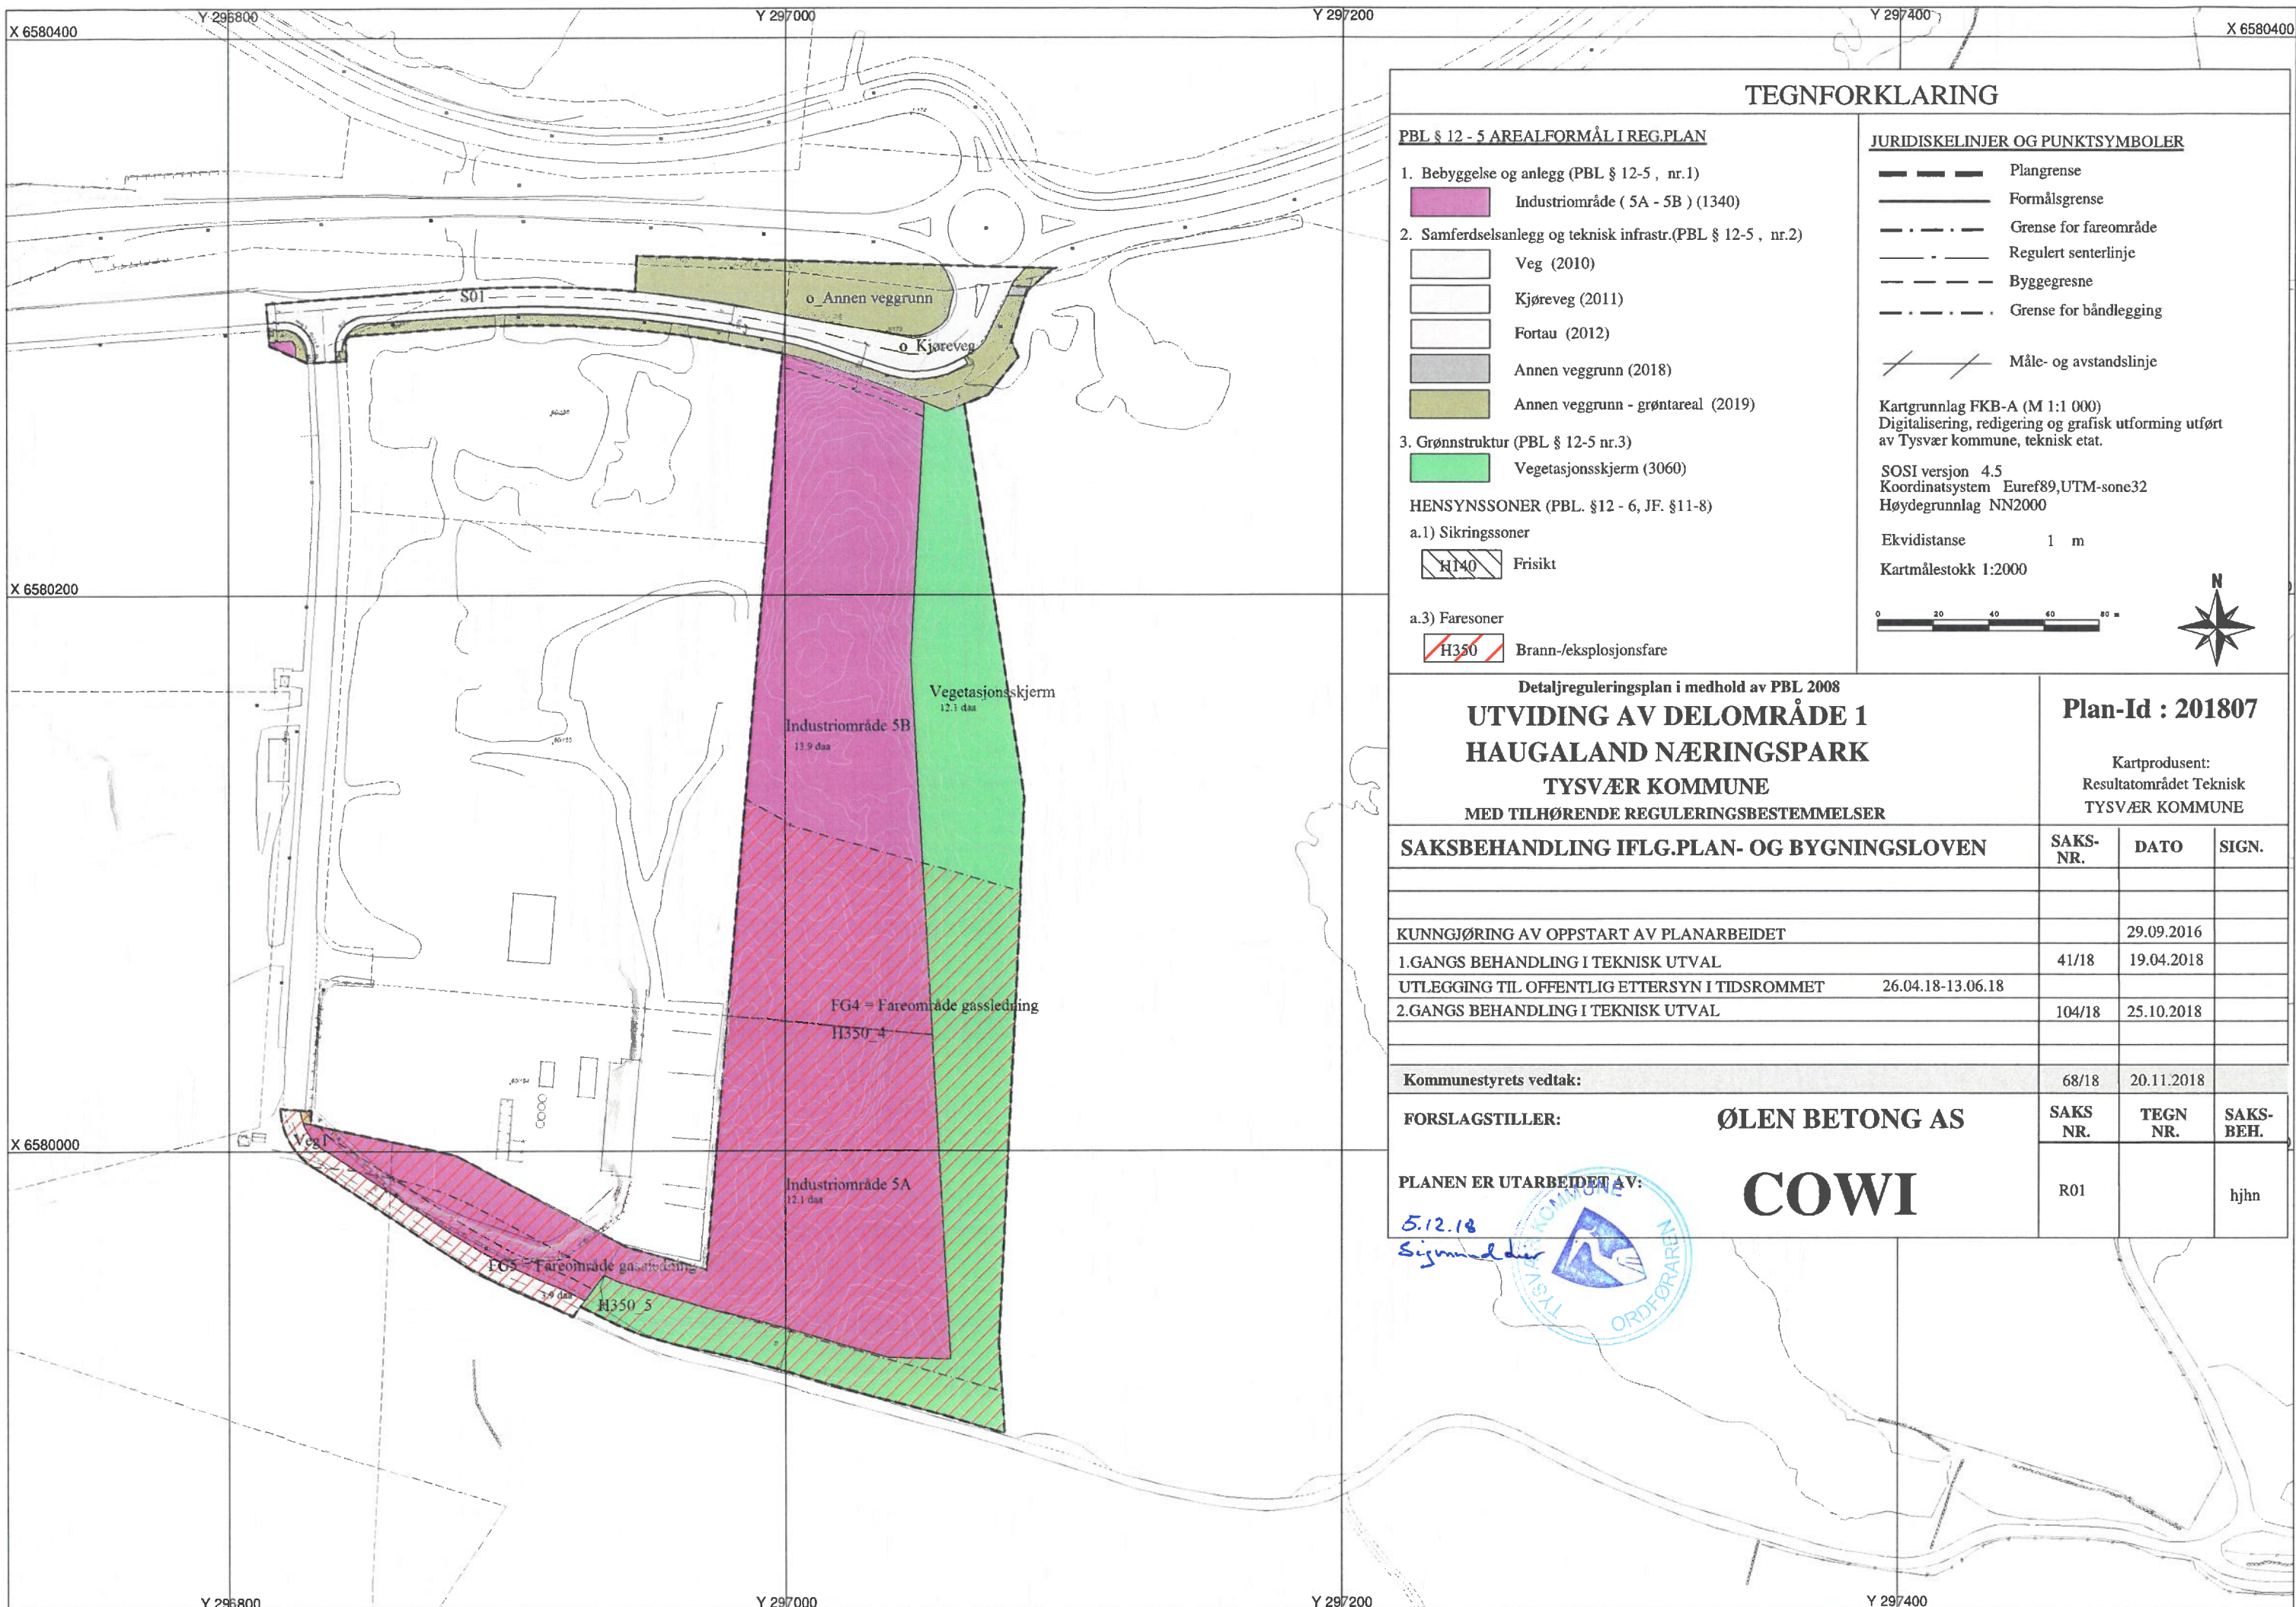 Y 296800
Y 297000
Y 297200
Y 297400
X 6580400
X 6580400
S01
o_Annen veggrunn
o_Kjøreveg
X 6580200
Vegetasjonsskjerm
12.1 daa
Industriområde 5B
13.9 daa
FG4 = Fareområde gassledning
H350_4
Veg1
X 6580000
Industriområde 5A
12.1 daa
FG5 = Fareområde gassledning
3.9 daa
H350_5
Y 296800
Y 297000
Y 297200
Y 297400
TEGNFORKLARING
PBL § 12 - 5 AREALFORMÅL I REG.PLAN
1. Bebyggelse og anlegg (PBL § 12-5 , nr.1)
Industriområde ( 5A - 5B ) (1340)
2. Samferdselsanlegg og teknisk infrastr.(PBL § 12-5 , nr.2)
Veg (2010)
Kjøreveg (2011)
Fortau (2012)
Annen veggrunn (2018)
Annen veggrunn - grøntareal (2019)
3. Grønnstruktur (PBL § 12-5 nr.3)
Vegetasjonsskjerm (3060)
HENSYNSSONER (PBL. §12 - 6, JF. §11-8)
a.1) Sikringssoner
H140 Frisikt
a.3) Faresoner
H350 Brann-/eksplosjonsfare
JURIDISKELINJER OG PUNKTSYMBOLER
Plangrense
Formålsgrense
Grense for fareområde
Regulert senterlinje
Byggegresne
Grense for båndlegging
Måle- og avstandslinje
Kartgrunnlag FKB-A (M 1:1 000)
Digitalisering, redigering og grafisk utforming utført
av Tysvær kommune, teknisk etat.
SOSI versjon 4.5
Koordinatsystem Euref89,UTM-sone32
Høydegrunnlag NN2000
Ekvidistanse 1 m
Kartmålestokk 1:2000
N
0 20 40 60 80 m
Detaljreguleringsplan i medhold av PBL 2008
UTVIDING AV DELOMRÅDE 1
HAUGALAND NÆRINGSPARK
TYSVÆR KOMMUNE
MED TILHØRENDE REGULERINGSBESTEMMELSER
Plan-Id : 201807
Kartprodusent:
Resultatområdet Teknisk
TYSVÆR KOMMUNE
SAKSBEHANDLING IFLG.PLAN- OG BYGNINGSLOVEN
SAKS-
NR.
DATO
SIGN.
KUNNGJØRING AV OPPSTART AV PLANARBEIDET 29.09.2016
1.GANGS BEHANDLING I TEKNISK UTVAL 41/18 19.04.2018
UTLEGGING TIL OFFENTLIG ETTERSYN I TIDSROMMET 26.04.18-13.06.18
2.GANGS BEHANDLING I TEKNISK UTVAL 104/18 25.10.2018
Kommunestyrets vedtak: 68/18 20.11.2018
FORSLAGSTILLER: ØLEN BETONG AS
SAKS
NR.
TEGN
NR.
SAKS-
BEH.
PLANEN ER UTARBEIDET AV:
COWI
R01
hjhn
5.12.18
TYSVÆR KOMMUNE
ORDFØRAREN